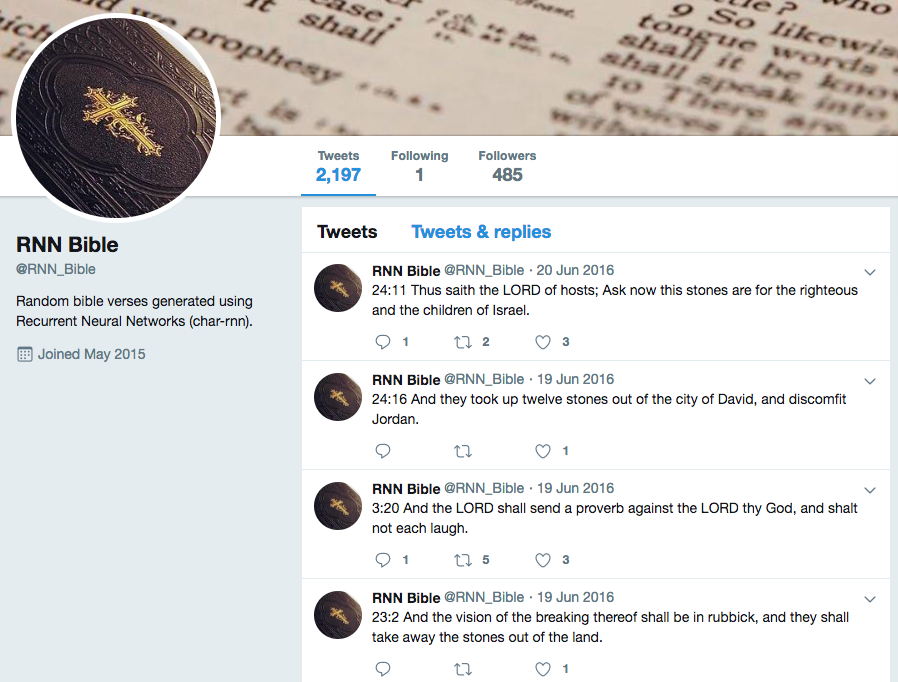 it shall
case;
tle?
who
9 So likewis
tongue words
shall it be know
shall speak into
10 There are
of voices
prophesy
shall
Tweets Following Followers
2,197 1 485
RNN Bible
@RNN_Bible
Random bible verses generated using
Recurrent Neural Networks (char-rnn).
Joined May 2015
Tweets Tweets & replies
RNN Bible @RNN_Bible · 20 Jun 2016
24:11 Thus saith the LORD of hosts; Ask now this stones are for the righteous
and the children of Israel.
1 2 3
RNN Bible @RNN_Bible · 19 Jun 2016
24:16 And they took up twelve stones out of the city of David, and discomfit
Jordan.
1
RNN Bible @RNN_Bible · 19 Jun 2016
3:20 And the LORD shall send a proverb against the LORD thy God, and shalt
not each laugh.
1 5 3
RNN Bible @RNN_Bible · 19 Jun 2016
23:2 And the vision of the breaking thereof shall be in rubbick, and they shall
take away the stones out of the land.
1